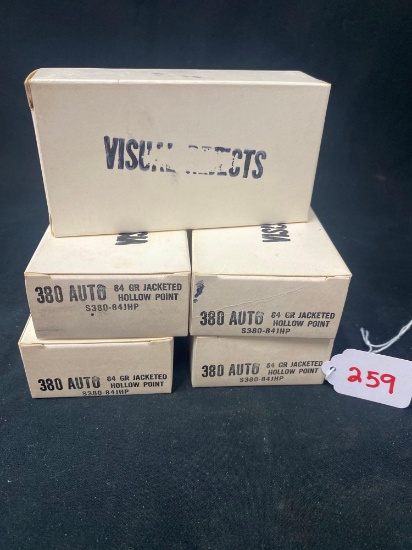 VISUAL REJECTS
380 AUTO 84 GR JACKETED
HOLLOW POINT
S380-84JHP
380 AUTO 84 GR JACKETED
HOLLOW POINT
S380-84JHP
380 AUTO 84 GR JACKETED
HOLLOW POINT
S380-84JHP
380 AUTO 84 GR JACKETED
HOLLOW POINT
S380-84JHP
259